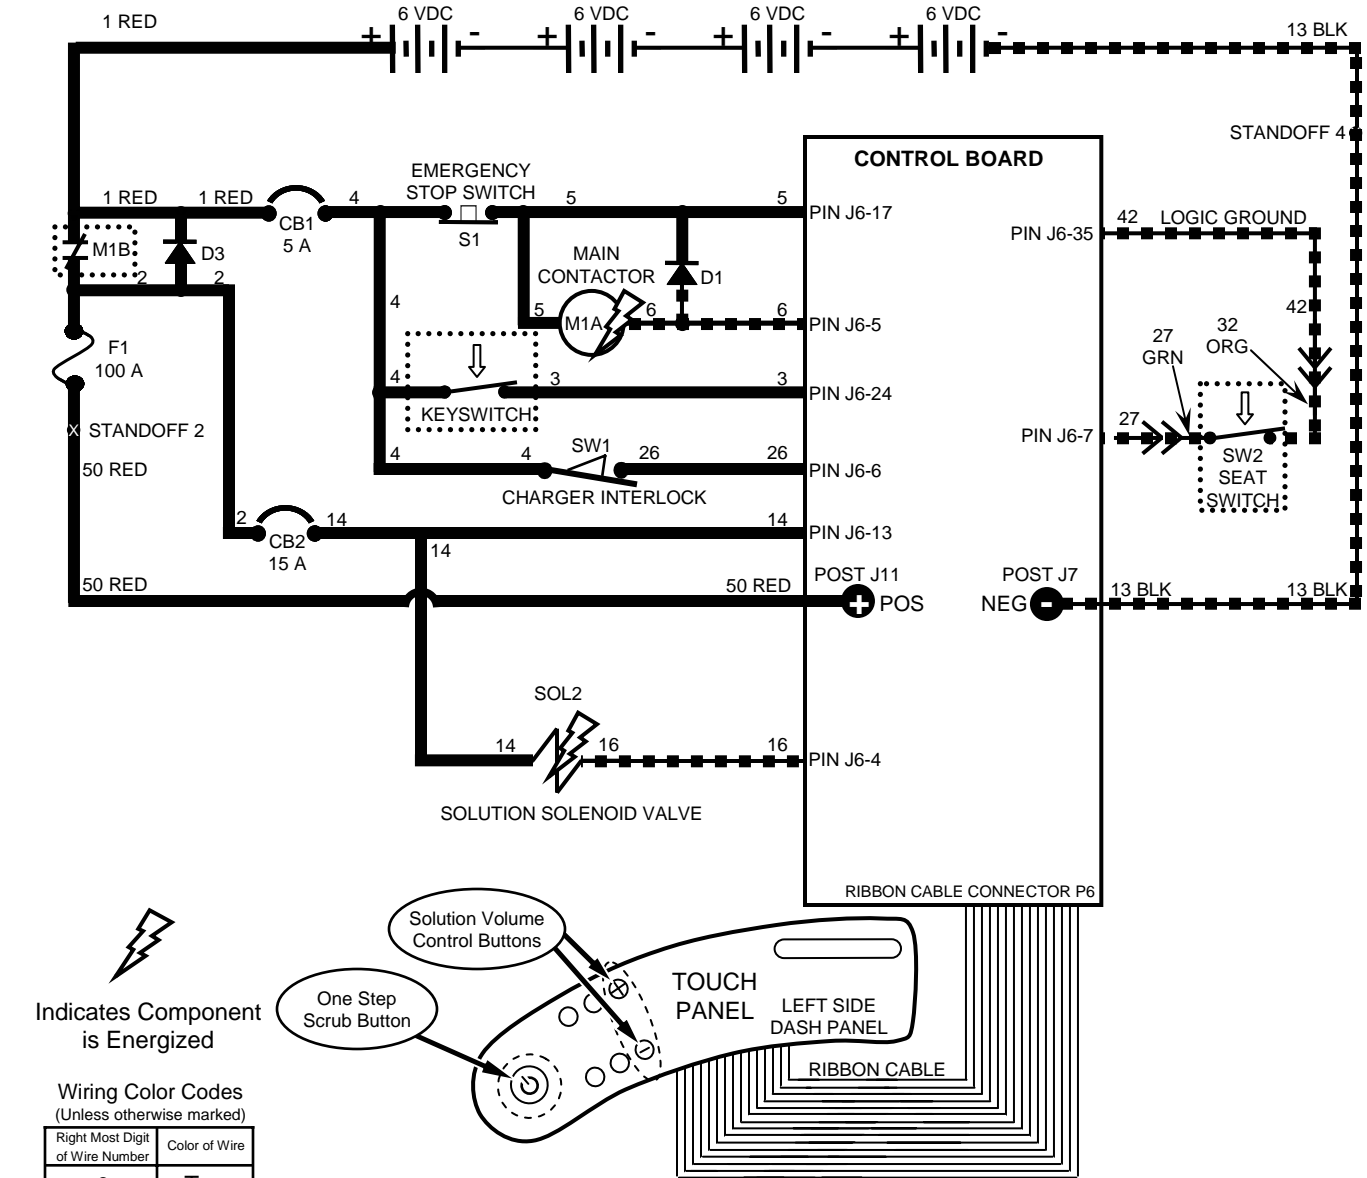 1 RED
6 VDC
6 VDC
6 VDC
6 VDC
13 BLK
+ -
+ -
+ -
+ -
STANDOFF 4
CONTROL BOARD
EMERGENCY
STOP SWITCH
1 RED
1 RED
4
5
5
PIN J6-17
S1
CB1
5 A
42
LOGIC GROUND
PIN J6-35
M1B
D3
2
2
MAIN
CONTACTOR
D1
4
5
M1A
6
6
PIN J6-5
42
27
GRN
32
ORG
F1
100 A
4
3
3
PIN J6-24
KEYSWITCH
X STANDOFF 2
27
PIN J6-7
SW2
SEAT
SWITCH
50 RED
4
4
SW1
26
26
PIN J6-6
CHARGER INTERLOCK
2
14
14
PIN J6-13
CB2
15 A
14
50 RED
50 RED
POST J11
+ POS
POST J7
NEG -
13 BLK
13 BLK
SOL2
14
16
16
PIN J6-4
SOLUTION SOLENOID VALVE
RIBBON CABLE CONNECTOR P6
Solution Volume
Control Buttons
One Step
Scrub Button
TOUCH
PANEL
LEFT SIDE
DASH PANEL
RIBBON CABLE
Indicates Component
is Energized
Wiring Color Codes
(Unless otherwise marked)
Right Most Digit
of Wire Number
Color of Wire